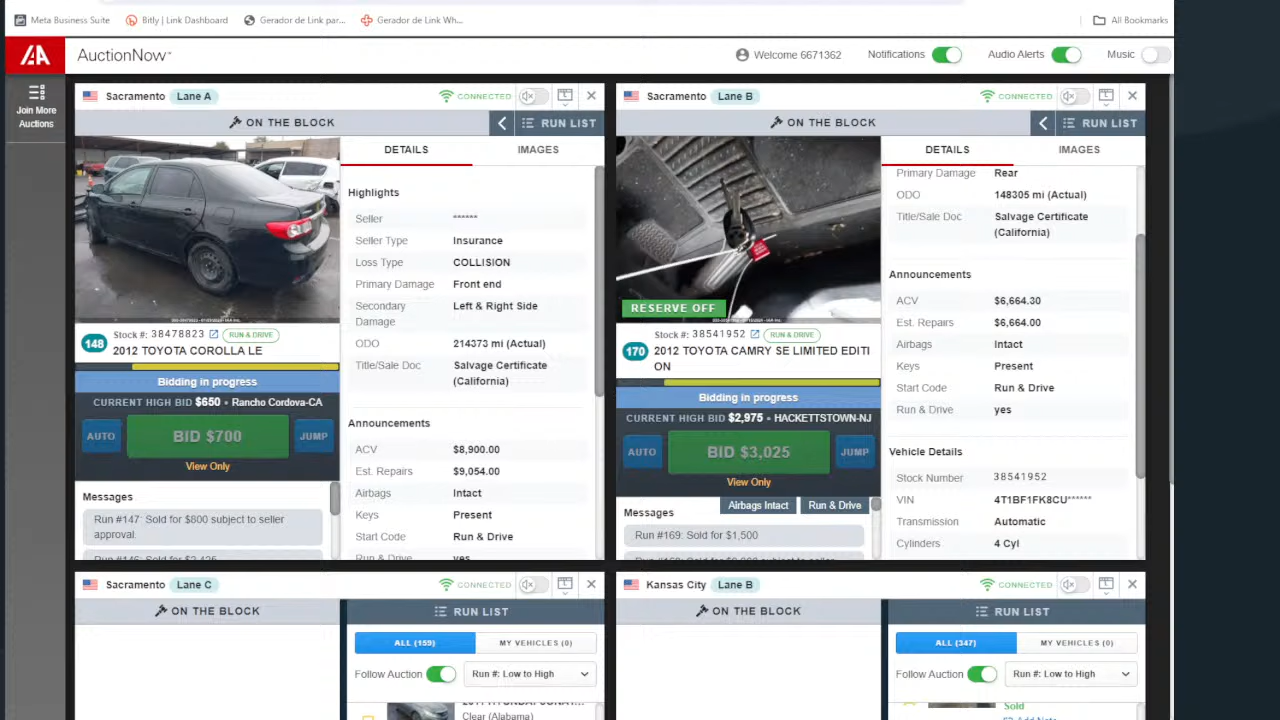 Meta Business Suite
Bitly | Link Dashboard
Gerador de Link par...
Gerador de Link Wh...
All Bookmarks
AuctionNow™
Welcome 6671362
Notifications
Audio Alerts
Music
Join More
Auctions
Sacramento Lane A
CONNECTED
ON THE BLOCK
RUN LIST
DETAILS
IMAGES
Highlights
Seller ******
Seller Type Insurance
Loss Type COLLISION
Primary Damage Front end
Secondary Damage Left & Right Side
ODO 214373 mi (Actual)
Title/Sale Doc Salvage Certificate
(California)
Announcements
ACV $8,900.00
Est. Repairs $9,054.00
Airbags Intact
Keys Present
Start Code Run & Drive
Run & Drive yes
Stock #: 38478823 RUN & DRIVE
148
2012 TOYOTA COROLLA LE
Bidding in progress
CURRENT HIGH BID $650 • Rancho Cordova-CA
AUTO
BID $700
JUMP
View Only
Messages
Run #147: Sold for $800 subject to seller
approval.
Sacramento Lane B
CONNECTED
ON THE BLOCK
RUN LIST
DETAILS
IMAGES
Primary Damage Rear
ODO 148305 mi (Actual)
Title/Sale Doc Salvage Certificate
(California)
Announcements
ACV $6,664.30
Est. Repairs $6,664.00
Airbags Intact
Keys Present
Start Code Run & Drive
Run & Drive yes
Vehicle Details
Stock Number 38541952
VIN 4T1BF1FK8CU******
Transmission Automatic
Cylinders 4 Cyl
RESERVE OFF
Stock #: 38541952 RUN & DRIVE
170
2012 TOYOTA CAMRY SE LIMITED EDITI
ON
Bidding in progress
CURRENT HIGH BID $2,975 • HACKETTSTOWN-NJ
AUTO
BID $3,025
JUMP
View Only
Airbags Intact
Run & Drive
Messages
Run #169: Sold for $1,500
Sacramento Lane C
CONNECTED
ON THE BLOCK
RUN LIST
ALL (159)
MY VEHICLES (0)
Follow Auction
Run #: Low to High
Clear (Alabama)
Kansas City Lane B
CONNECTED
ON THE BLOCK
RUN LIST
ALL (347)
MY VEHICLES (0)
Follow Auction
Run #: Low to High
Sold